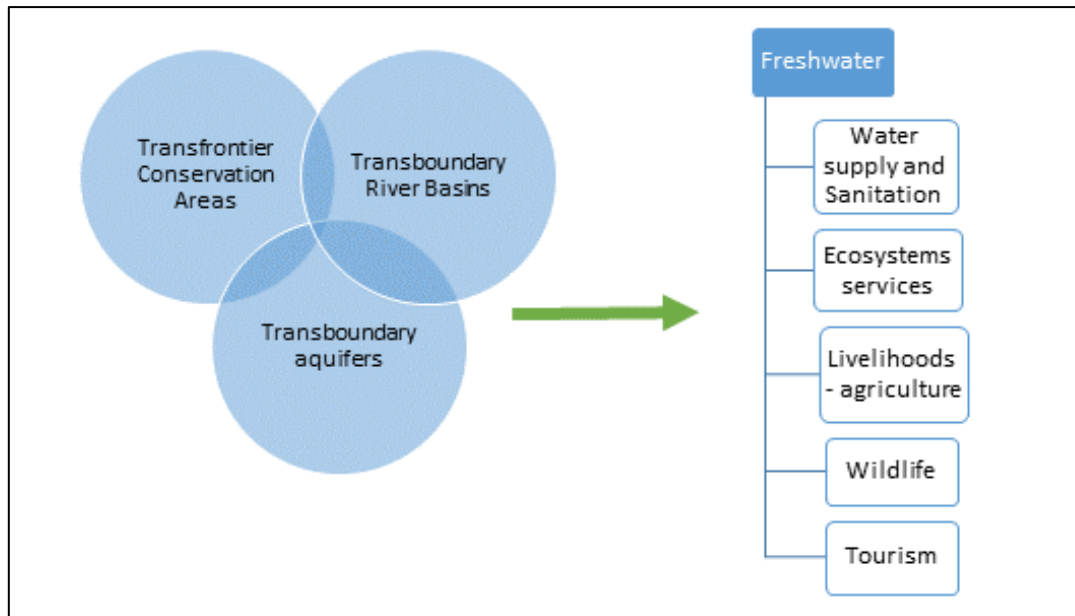 Transfrontier
Conservation
Areas
Transboundary
River Basins
Transboundary
aquifers
Freshwater
Water
supply and
Sanitation
Ecosystems
services
Livelihoods
- agriculture
Wildlife
Tourism